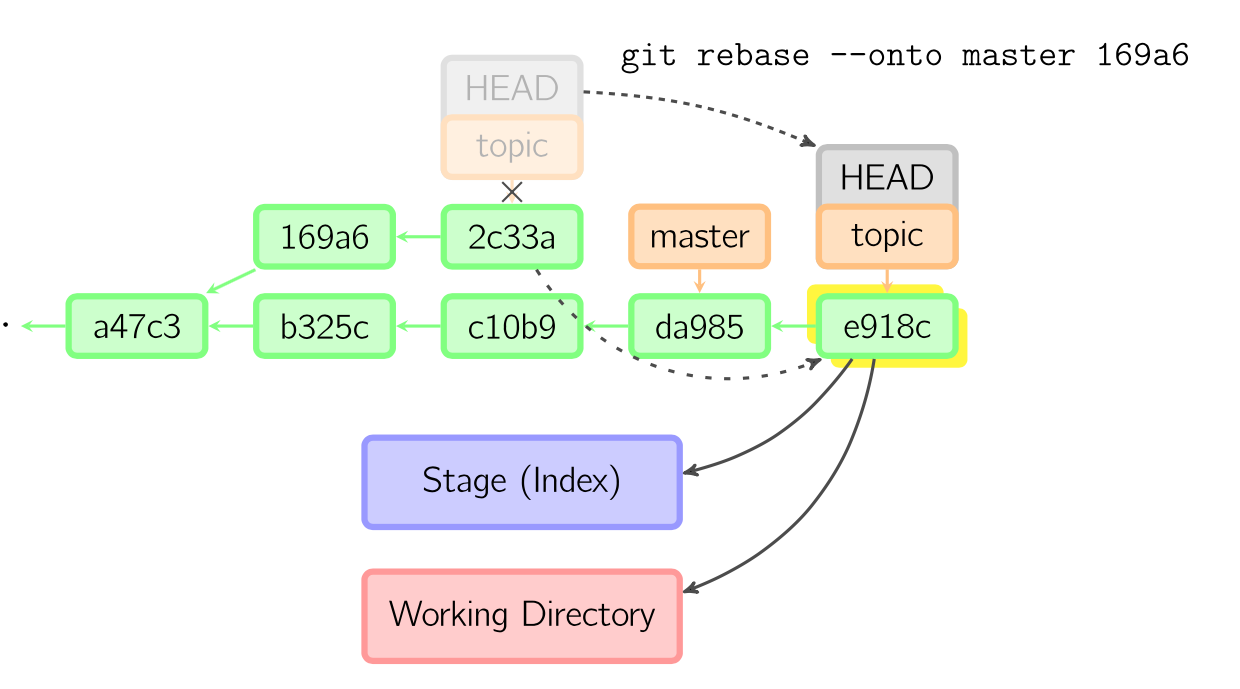 git rebase --onto master 169a6
HEAD
topic
HEAD
topic
169a6
2c33a
master
a47c3
b325c
c10b9
da985
e918c
Stage (Index)
Working Directory